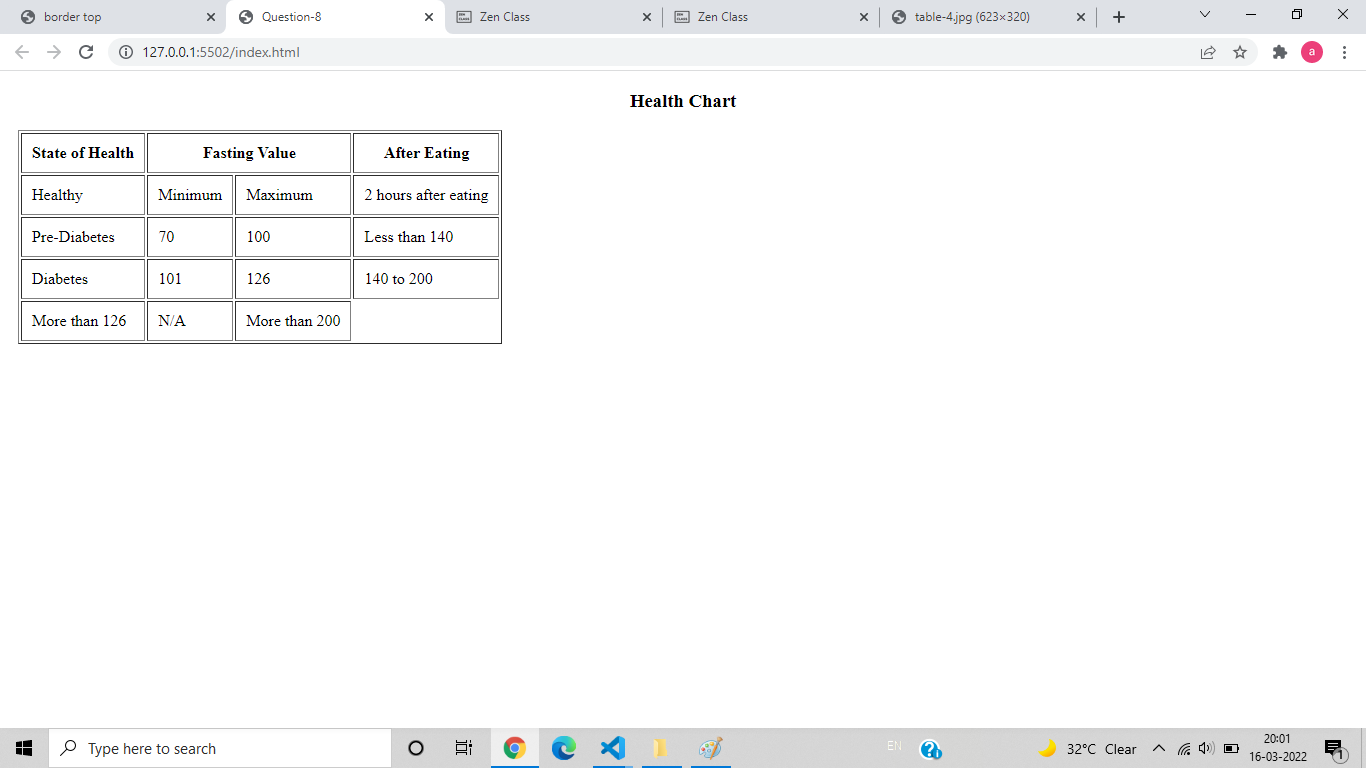 border top
Question-8
Zen Class
Zen Class
table-4.jpg (623×320)
127.0.0.1:5502/index.html
a
Health Chart
State of Health Fasting Value After Eating
Healthy Minimum Maximum 2 hours after eating
Pre-Diabetes 70 100 Less than 140
Diabetes 101 126 140 to 200
More than 126 N/A More than 200
Type here to search
EN
32°C Clear
20:01
16-03-2022
1